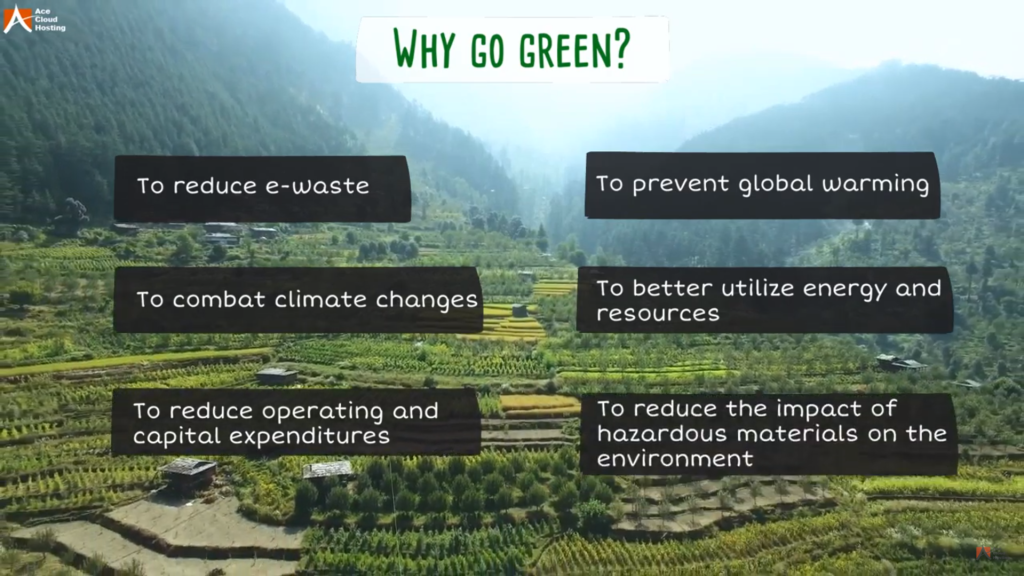 Ace
Cloud
Hosting
WHY GO GREEN?
To reduce e-waste
To prevent global warming
To combat climate changes
To better utilize energy and
resources
To reduce operating and
capital expenditures
To reduce the impact of
hazardous materials on the
environment